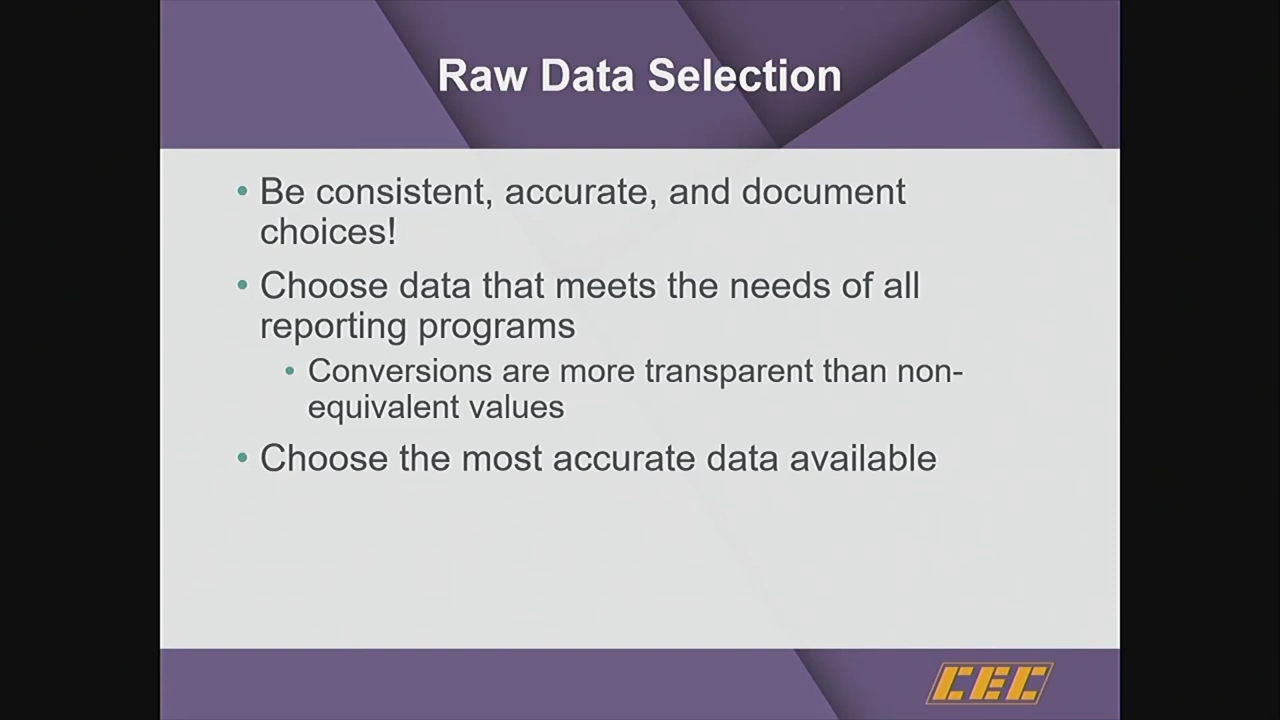 Raw Data Selection
• Be consistent, accurate, and document
choices!
• Choose data that meets the needs of all
reporting programs
• Conversions are more transparent than non-
equivalent values
• Choose the most accurate data available
CEC